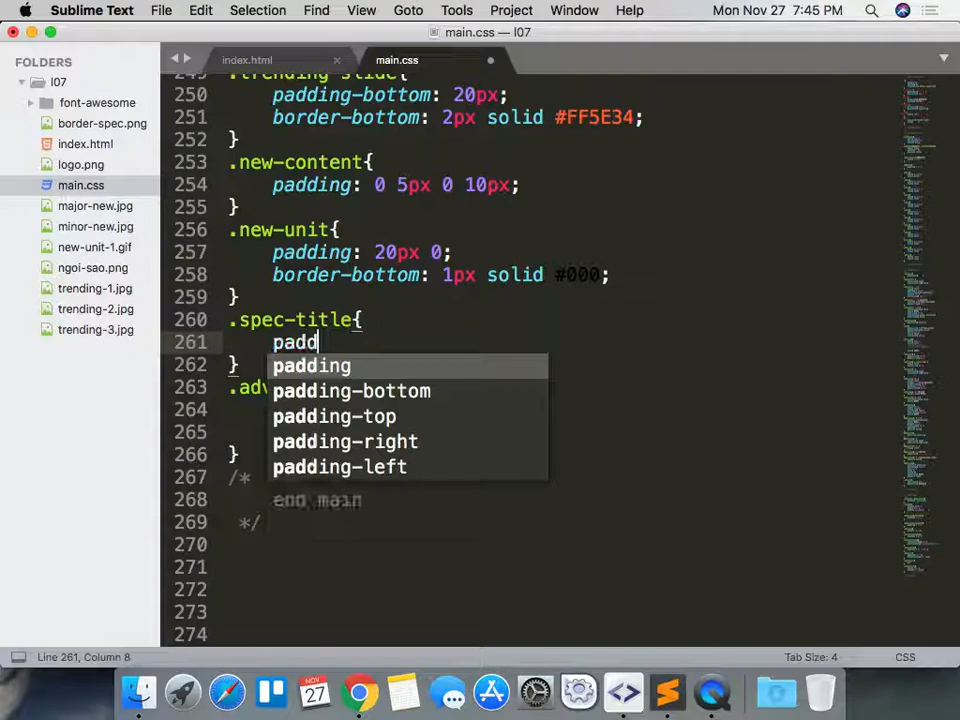 Sublime Text File Edit Selection Find View Goto Tools Project Window Help Mon Nov 27 7:45 PM
main.css — l07
FOLDERS
l07
font-awesome
border-spec.png
index.html
logo.png
main.css
major-new.jpg
minor-new.jpg
new-unit-1.gif
ngoi-sao.png
trending-1.jpg
trending-2.jpg
trending-3.jpg
index.html × main.css
249 .trending-slide{
250 padding-bottom: 20px;
251 border-bottom: 2px solid #FF5E34;
252 }
253 .new-content{
254 padding: 0 5px 0 10px;
255 }
256 .new-unit{
257 padding: 20px 0;
258 border-bottom: 1px solid #000;
259 }
260 .spec-title{
261 padd
262 }
263 .adv
264
265
266 }
267 /*
268 end main
269 */
270
271
272
273
274
padding
padding-bottom
padding-top
padding-right
padding-left
Line 261, Column 8 Tab Size: 4 CSS
NOV
27